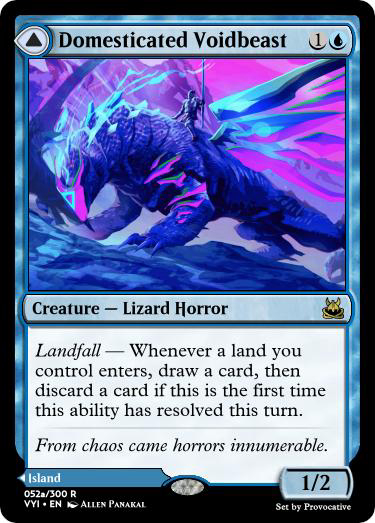 Domesticated Voidbeast 1
Creature — Lizard Horror
Landfall — Whenever a land you
control enters, draw a card, then
discard a card if this is the first time
this ability has resolved this turn.
From chaos came horrors innumerable.
Island
1/2
052a/300 R
VYI • EN Allen Panakal
Set by Provocative